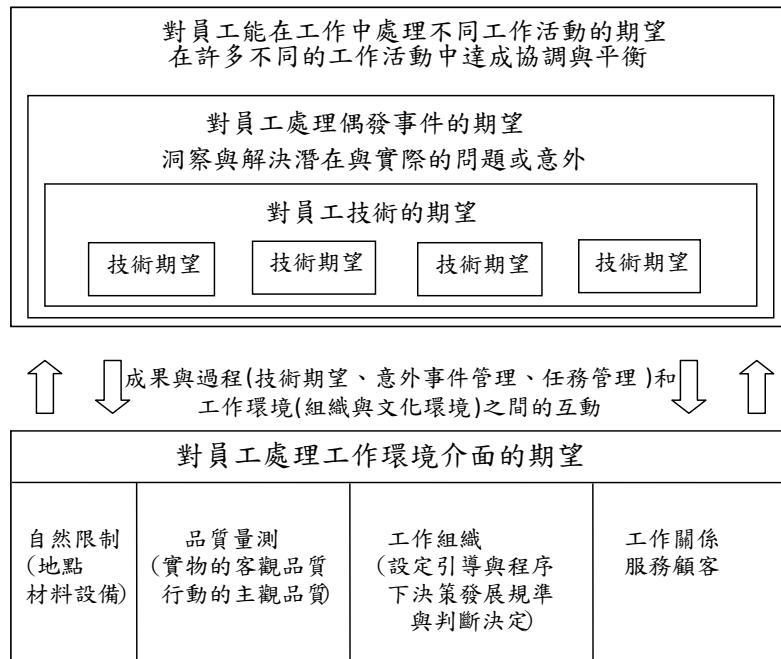 對員工能在工作中處理不同工作活動的期望
在許多不同的工作活動中達成協調與平衡
對員工處理偶發事件的期望
洞察與解決潛在與實際的問題或意外
對員工技術的期望
技術期望
技術期望
技術期望
技術期望
成果與過程(技術期望、意外事件管理、任務管理)和
工作環境(組織與文化環境)之間的互動
對員工處理工作環境介面的期望
自然限制
(地點
材料設備)
品質量測
(實物的客觀品質
行動的主觀品質)
工作組織
(設定引導與程序
下決策發展規準
與判斷決定)
工作關係
服務顧客